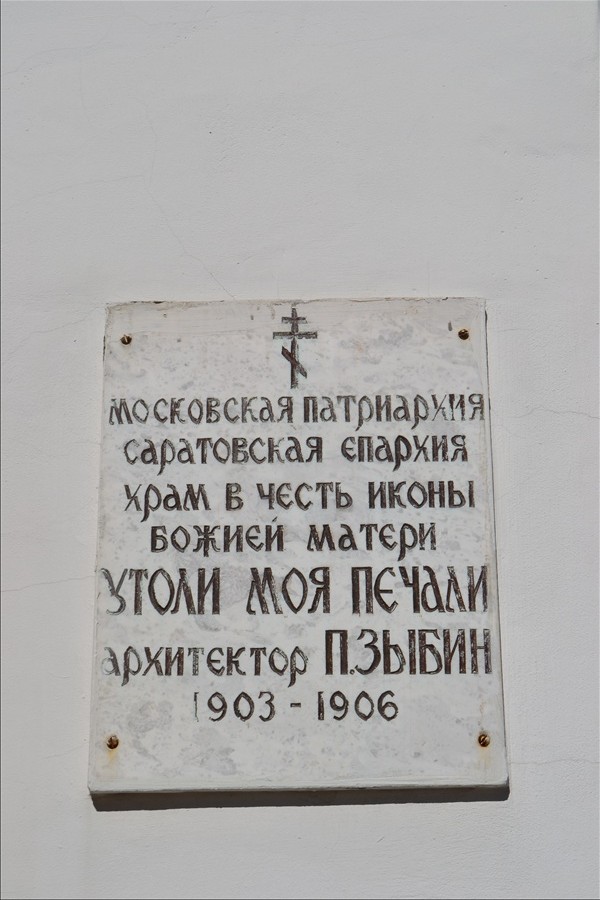 московская патриархия
саратовская епархия
храм в честь иконы
божией матери
утоли моя печали
архитектор П.ЗЫБИН
1903 - 1906